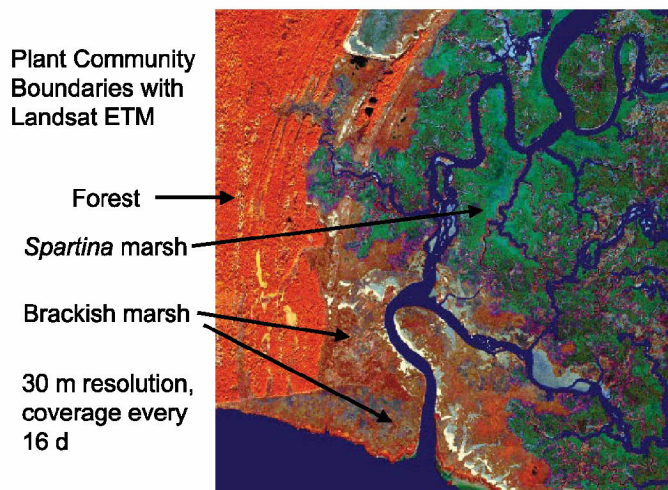 Plant Community
Boundaries with
Landsat ETM
Forest
Spartina marsh
Brackish marsh
30 m resolution,
coverage every
16 d